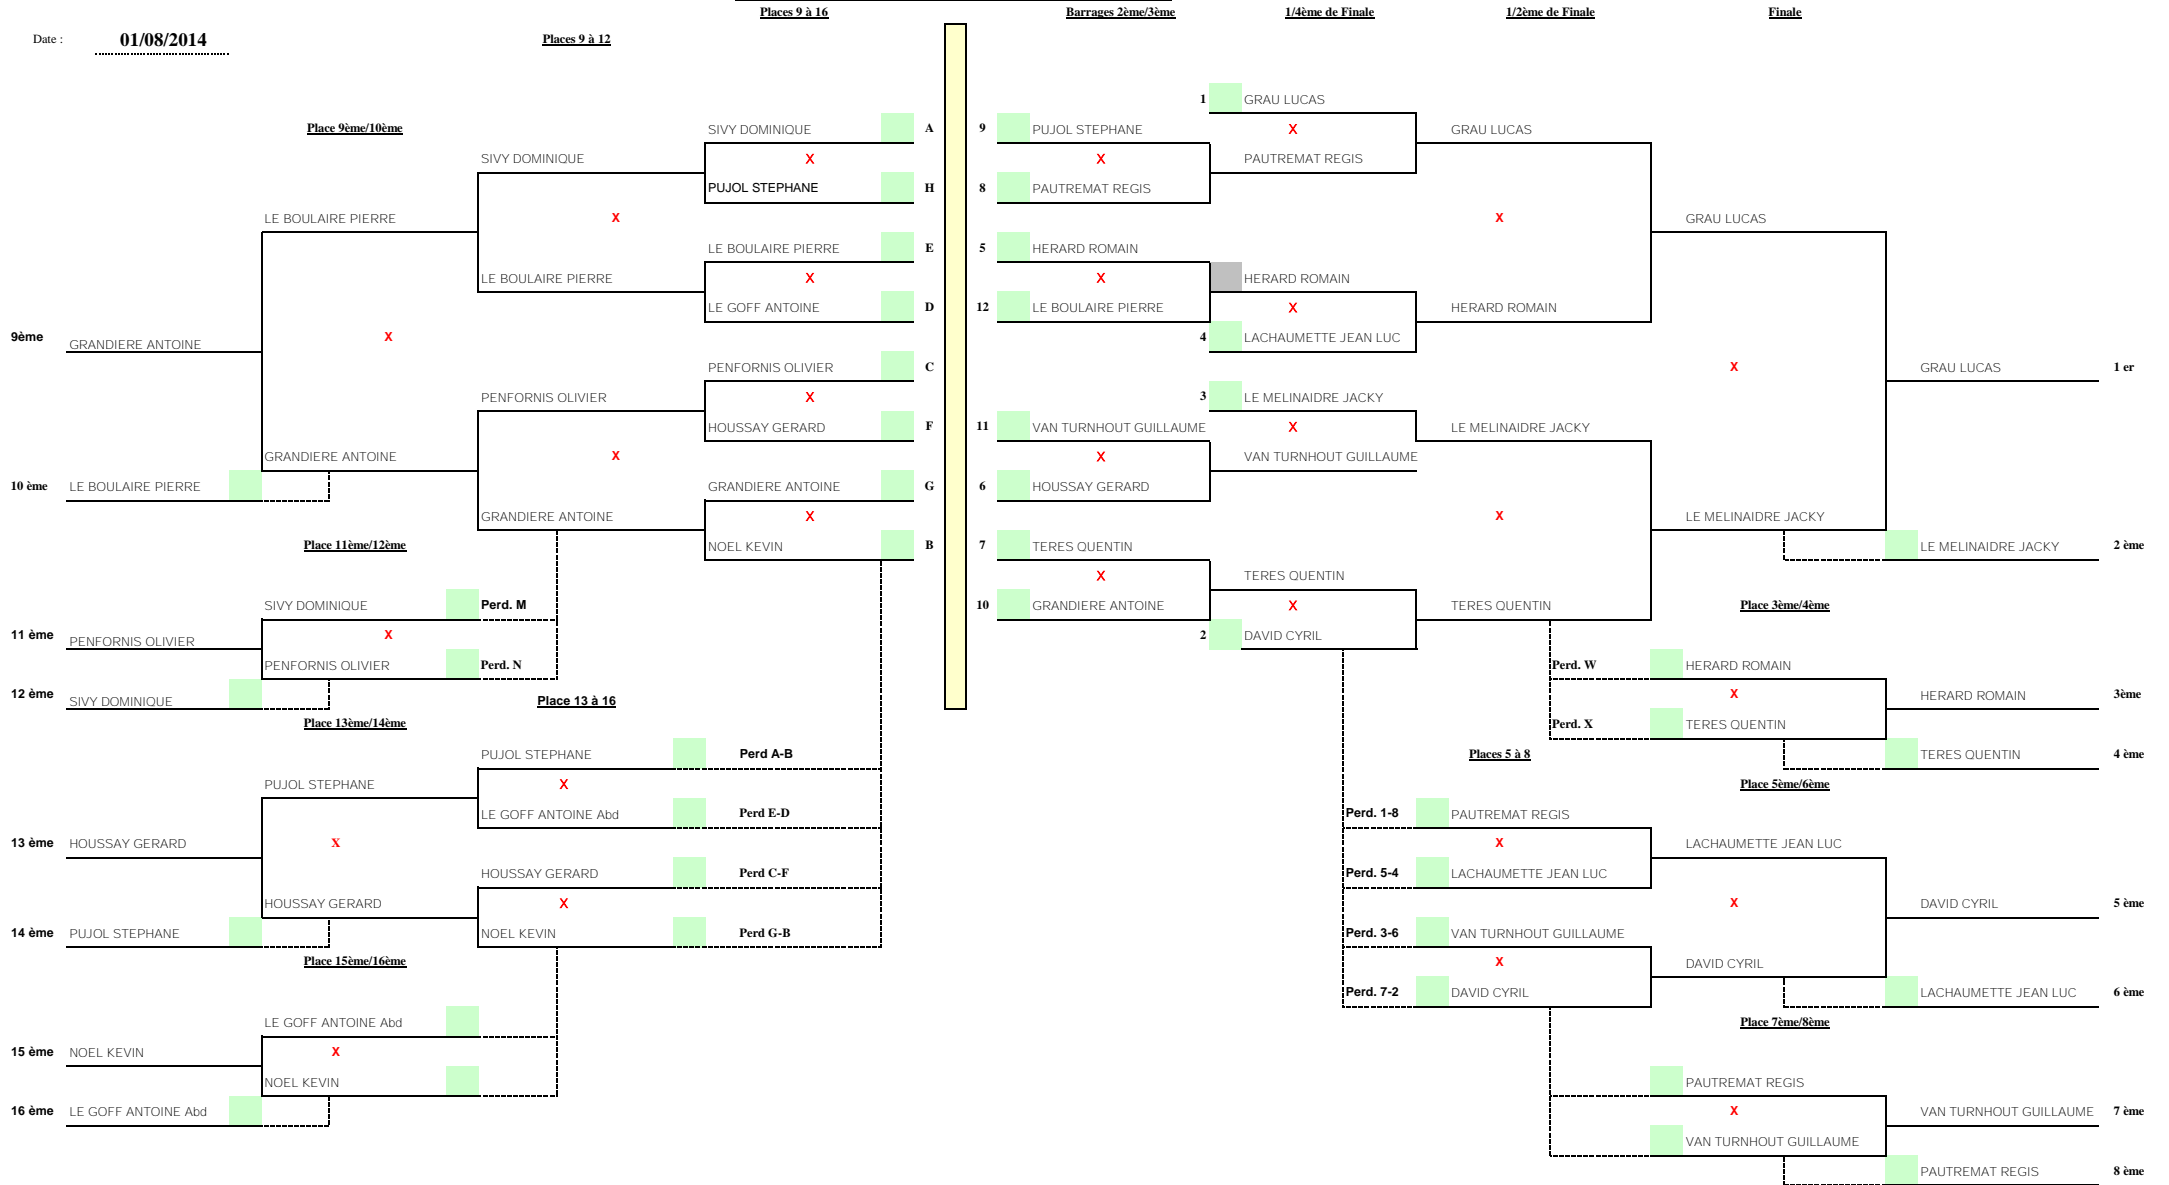 Places 9 à 16 Barrages 2ème/3ème 1/4ème de Finale 1/2ème de Finale Finale
Date : 01/08/2014 Places 9 à 12
1 GRAU LUCAS
Place 9ème/10ème SIVY DOMINIQUE A 9 PUJOL STEPHANE X GRAU LUCAS
SIVY DOMINIQUE X X PAUTREMAT REGIS
PUJOL STEPHANE H 8 PAUTREMAT REGIS
LE BOULAIRE PIERRE X X GRAU LUCAS
LE BOULAIRE PIERRE E 5 HERARD ROMAIN
LE BOULAIRE PIERRE X X HERARD ROMAIN
LE GOFF ANTOINE D 12 LE BOULAIRE PIERRE X HERARD ROMAIN
9ème GRANDIERE ANTOINE X 4 LACHAUMETTE JEAN LUC
PENFORNIS OLIVIER C X GRAU LUCAS 1 er
PENFORNIS OLIVIER X 3 LE MELINAIDRE JACKY
HOUSSAY GERARD F 11 VAN TURNHOUT GUILLAUME X LE MELINAIDRE JACKY
GRANDIERE ANTOINE X X VAN TURNHOUT GUILLAUME
10 ème LE BOULAIRE PIERRE GRANDIERE ANTOINE G 6 HOUSSAY GERARD
GRANDIERE ANTOINE X X LE MELINAIDRE JACKY
Place 11ème/12ème NOEL KEVIN B 7 TERES QUENTIN LE MELINAIDRE JACKY 2 ème
X TERES QUENTIN
SIVY DOMINIQUE Perd. M 10 GRANDIERE ANTOINE X TERES QUENTIN Place 3ème/4ème
11 ème PENFORNIS OLIVIER X 2 DAVID CYRIL
PENFORNIS OLIVIER Perd. N Perd. W HERARD ROMAIN
12 ème SIVY DOMINIQUE Place 13 à 16 X HERARD ROMAIN 3ème
Place 13ème/14ème Perd. X TERES QUENTIN
PUJOL STEPHANE Perd A-B Places 5 à 8 TERES QUENTIN 4 ème
PUJOL STEPHANE X Place 5ème/6ème
LE GOFF ANTOINE Abd Perd E-D Perd. 1-8 PAUTREMAT REGIS
13 ème HOUSSAY GERARD X X LACHAUMETTE JEAN LUC
HOUSSAY GERARD Perd C-F Perd. 5-4 LACHAUMETTE JEAN LUC
HOUSSAY GERARD X X DAVID CYRIL 5 ème
14 ème PUJOL STEPHANE NOEL KEVIN Perd G-B Perd. 3-6 VAN TURNHOUT GUILLAUME
Place 15ème/16ème X DAVID CYRIL
Perd. 7-2 DAVID CYRIL LACHAUMETTE JEAN LUC 6 ème
LE GOFF ANTOINE Abd Place 7ème/8ème
15 ème NOEL KEVIN X
NOEL KEVIN PAUTREMAT REGIS
16 ème LE GOFF ANTOINE Abd X VAN TURNHOUT GUILLAUME 7 ème
VAN TURNHOUT GUILLAUME
PAUTREMAT REGIS 8 ème